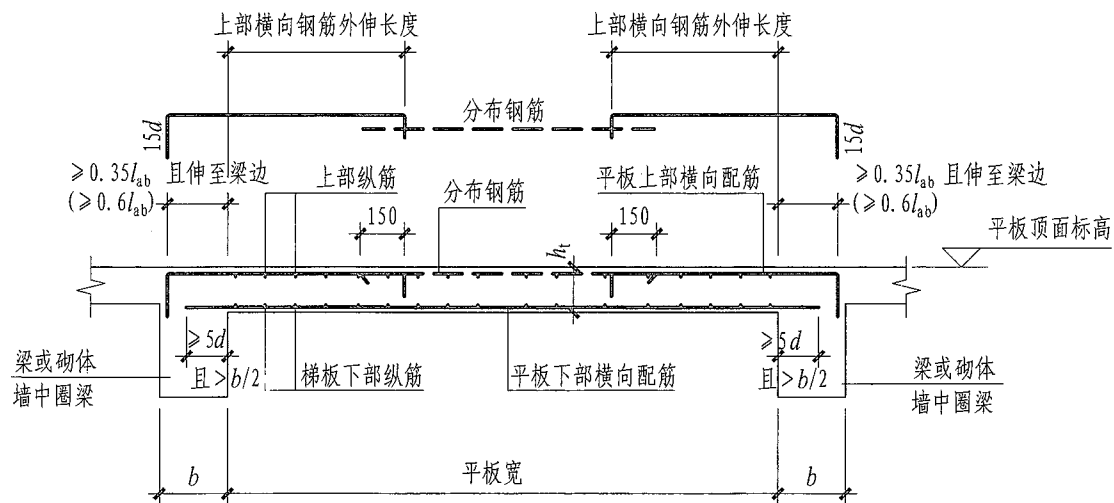 上部横向钢筋外伸长度
上部横向钢筋外伸长度
分布钢筋
15d
15d
≥0.35lab 且伸至梁边
(≥0.6lab)
上部纵筋
分布钢筋
平板上部横向配筋
≥0.35lab 且伸至梁边
(≥0.6lab)
150
150
ht
平板顶面标高
≥5d
且>b/2
≥5d
且>b/2
梁或砌体
墙中圈梁
梯板下部纵筋
平板下部横向配筋
梁或砌体
墙中圈梁
b
平板宽
b